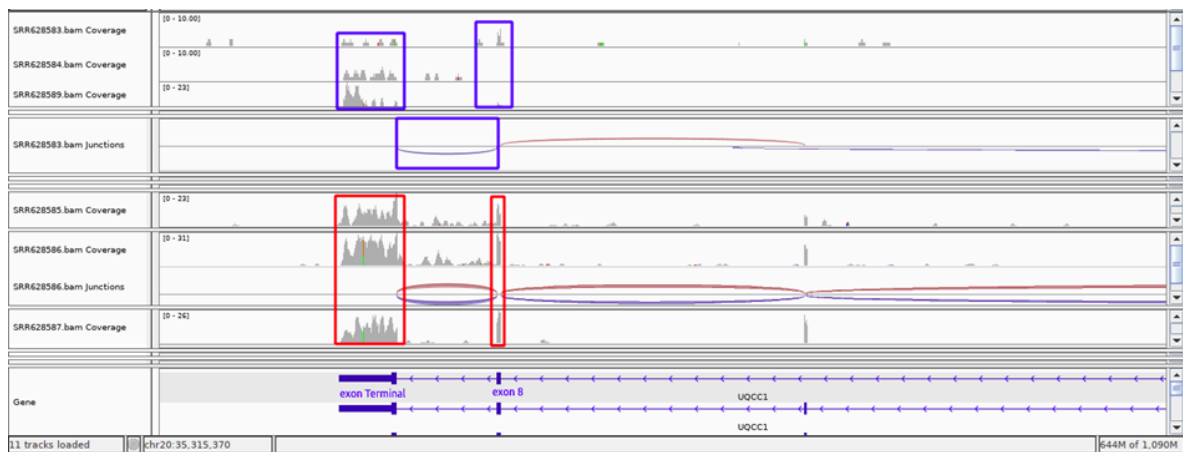 [0 - 10.00]
SRR628583.bam Coverage
[0 - 10.00]
SRR628584.bam Coverage
[0 - 23]
SRR628589.bam Coverage
SRR628583.bam Junctions
[0 - 23]
SRR628585.bam Coverage
[0 - 31]
SRR628586.bam Coverage
SRR628586.bam Junctions
[0 - 26]
SRR628587.bam Coverage
Gene
exon Terminal
exon 8
UQCC1
UQCC1
11 tracks loaded
chr20:35,315,370
644M of 1,090M